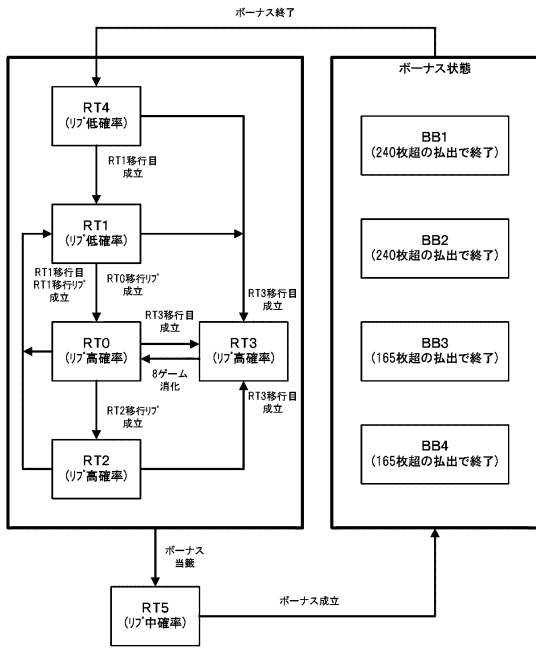 ボーナス終了
ボーナス状態
RT4
(ﾘﾌﾟ低確率)
RT1移行目
成立
RT1
(ﾘﾌﾟ低確率)
RT1移行目
RT1移行ﾘﾌﾟ
成立
RT0移行ﾘﾌﾟ
成立
RT3移行目
成立
RT3移行目
成立
RT0
(ﾘﾌﾟ高確率)
RT3
(ﾘﾌﾟ高確率)
8ゲーム
消化
RT2移行ﾘﾌﾟ
成立
RT3移行目
成立
RT2
(ﾘﾌﾟ高確率)
BB1
(240枚超の払出で終了)
BB2
(240枚超の払出で終了)
BB3
(165枚超の払出で終了)
BB4
(165枚超の払出で終了)
ボーナス
当籤
RT5
(ﾘﾌﾟ中確率)
ボーナス成立